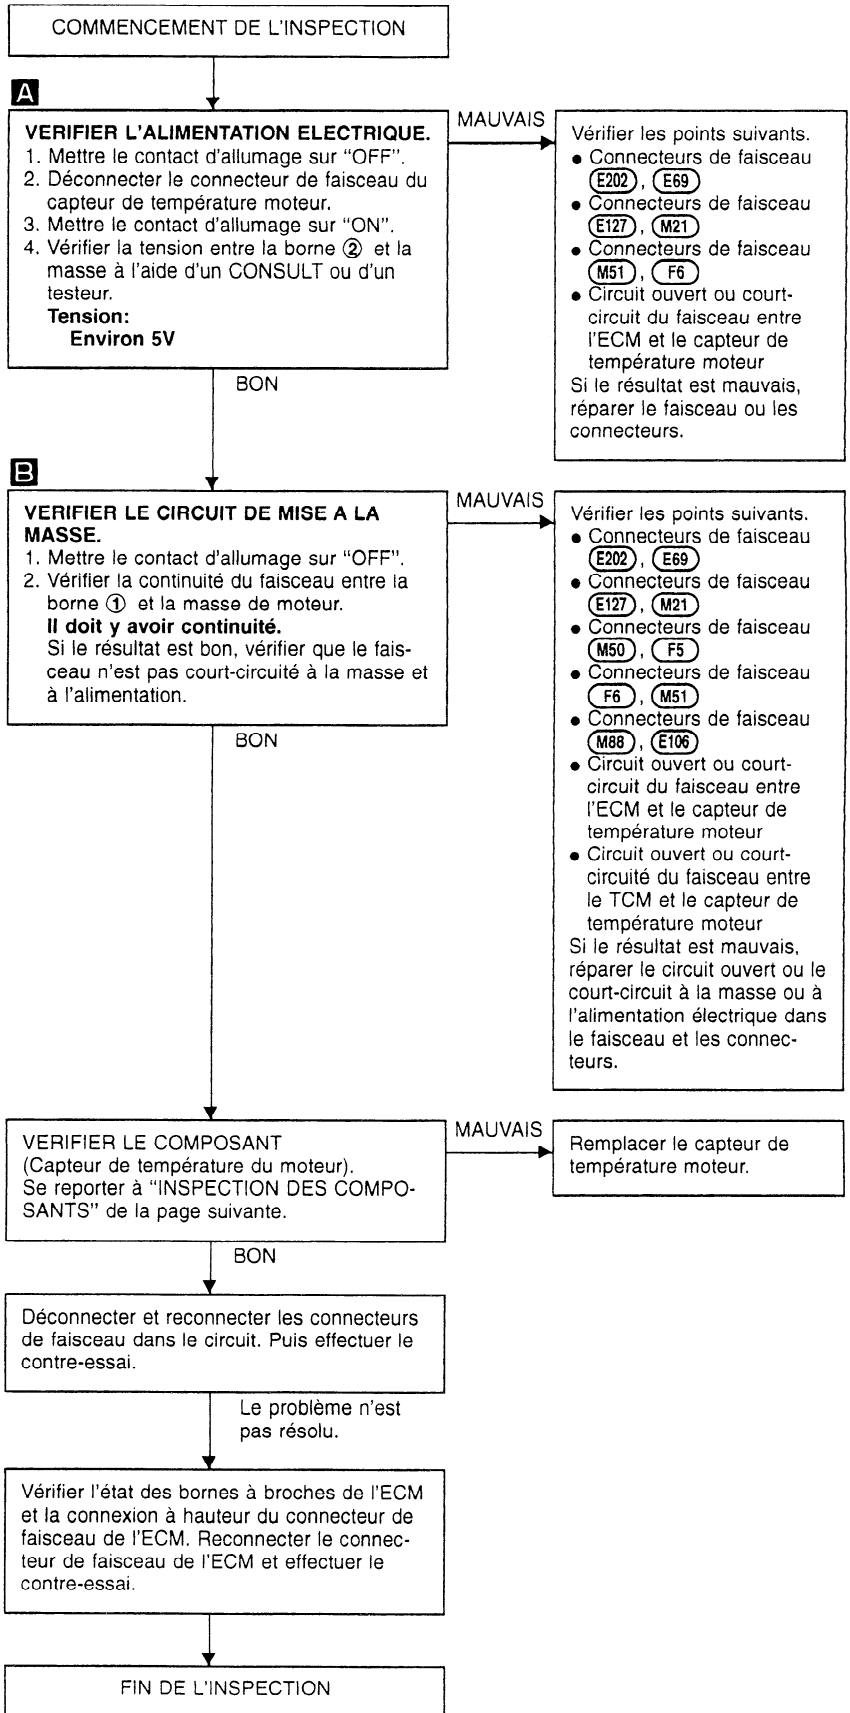 COMMENCEMENT DE L'INSPECTION
A
VERIFIER L'ALIMENTATION ELECTRIQUE.
1. Mettre le contact d'allumage sur "OFF".
2. Déconnecter le connecteur de faisceau du
capteur de température moteur.
3. Mettre le contact d'allumage sur "ON".
4. Vérifier la tension entre la borne ② et la
masse à l'aide d'un CONSULT ou d'un
testeur.
Tension:
Environ 5V
MAUVAIS
Vérifier les points suivants.
● Connecteurs de faisceau
E202, E69
● Connecteurs de faisceau
E127, M21
● Connecteurs de faisceau
M51, F6
● Circuit ouvert ou court-
circuit du faisceau entre
l'ECM et le capteur de
température moteur
Si le résultat est mauvais,
réparer le faisceau ou les
connecteurs.
BON
B
VERIFIER LE CIRCUIT DE MISE A LA
MASSE.
1. Mettre le contact d'allumage sur "OFF".
2. Vérifier la continuité du faisceau entre la
borne ① et la masse de moteur.
Il doit y avoir continuité.
Si le résultat est bon, vérifier que le fais-
ceau n'est pas court-circuité à la masse et
à l'alimentation.
MAUVAIS
Vérifier les points suivants.
● Connecteurs de faisceau
E202, E69
● Connecteurs de faisceau
E127, M21
● Connecteurs de faisceau
M50, F5
● Connecteurs de faisceau
F6, M51
● Connecteurs de faisceau
M88, E106
● Circuit ouvert ou court-
circuit du faisceau entre
l'ECM et le capteur de
température moteur
● Circuit ouvert ou court-
circuité du faisceau entre
le TCM et le capteur de
température moteur
Si le résultat est mauvais,
réparer le circuit ouvert ou le
court-circuit à la masse ou à
l'alimentation électrique dans
le faisceau et les connec-
teurs.
BON
VERIFIER LE COMPOSANT
(Capteur de température du moteur).
Se reporter à "INSPECTION DES COMPO-
SANTS" de la page suivante.
MAUVAIS
Remplacer le capteur de
température moteur.
BON
Déconnecter et reconnecter les connecteurs
de faisceau dans le circuit. Puis effectuer le
contre-essai.
Le problème n'est
pas résolu.
Vérifier l'état des bornes à broches de l'ECM
et la connexion à hauteur du connecteur de
faisceau de l'ECM. Reconnecter le connec-
teur de faisceau de l'ECM et effectuer le
contre-essai.
FIN DE L'INSPECTION